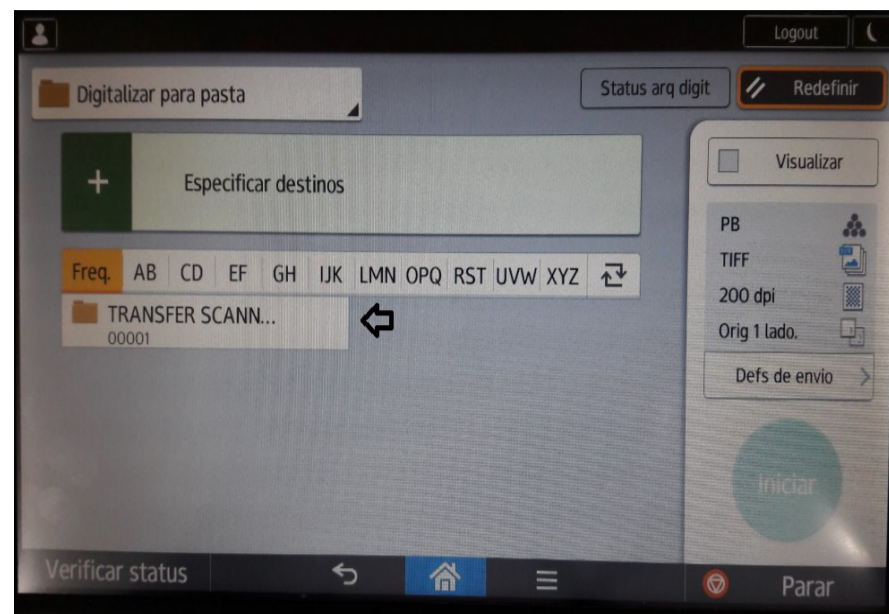 Logout
Digitalizar para pasta
Status arq digit
Redefinir
+ Especificar destinos
Visualizar
Freq. AB CD EF GH IJK LMN OPQ RST UVW XYZ
TRANSFER SCANN...
00001
PB
TIFF
200 dpi
Orig 1 lado.
Defs de envio
Iniciar
Verificar status
Parar